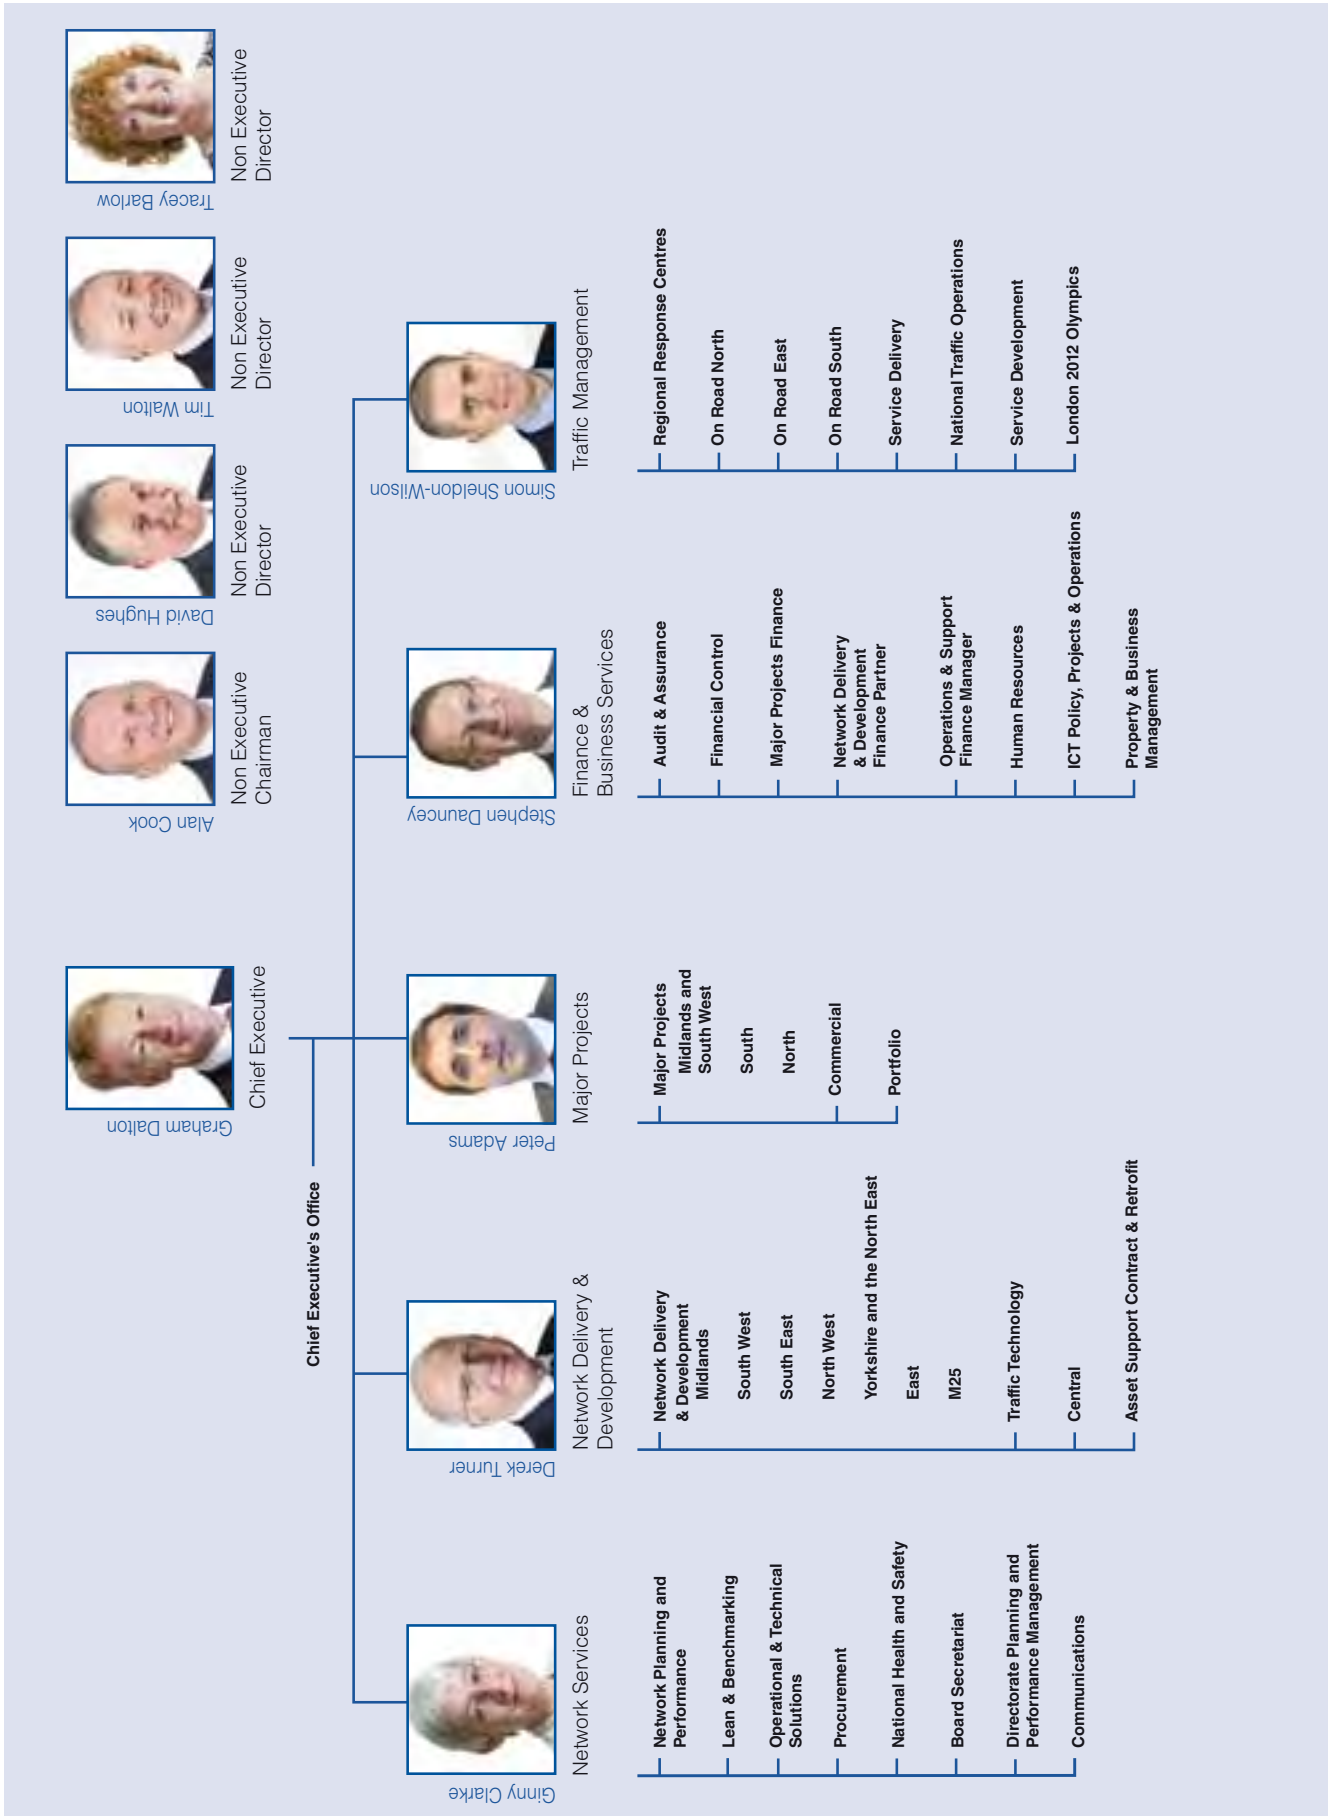 Graham Dalton
Chief Executive
Alan Cook
Non Executive
Chairman
David Hughes
Non Executive
Director
Tim Walton
Non Executive
Director
Tracey Barlow
Non Executive
Director
Chief Executive's Office
Ginny Clarke
Network Services
Network Planning and
Performance
Lean & Benchmarking
Operational & Technical
Solutions
Procurement
National Health and Safety
Board Secretariat
Directorate Planning and
Performance Management
Communications
Derek Turner
Network Delivery &
Development
Network Delivery
& Development
Midlands
South West
South East
North West
Yorkshire and the North East
East
M25
Traffic Technology
Central
Asset Support Contract & Retrofit
Peter Adams
Major Projects
Major Projects
Midlands and
South West
South
North
Commercial
Portfolio
Stephen Dauncey
Finance &
Business Services
Audit & Assurance
Financial Control
Major Projects Finance
Network Delivery
& Development
Finance Partner
Operations & Support
Finance Manager
Human Resources
ICT Policy, Projects & Operations
Property & Business
Management
Simon Sheldon-Wilson
Traffic Management
Regional Response Centres
On Road North
On Road East
On Road South
Service Delivery
National Traffic Operations
Service Development
London 2012 Olympics